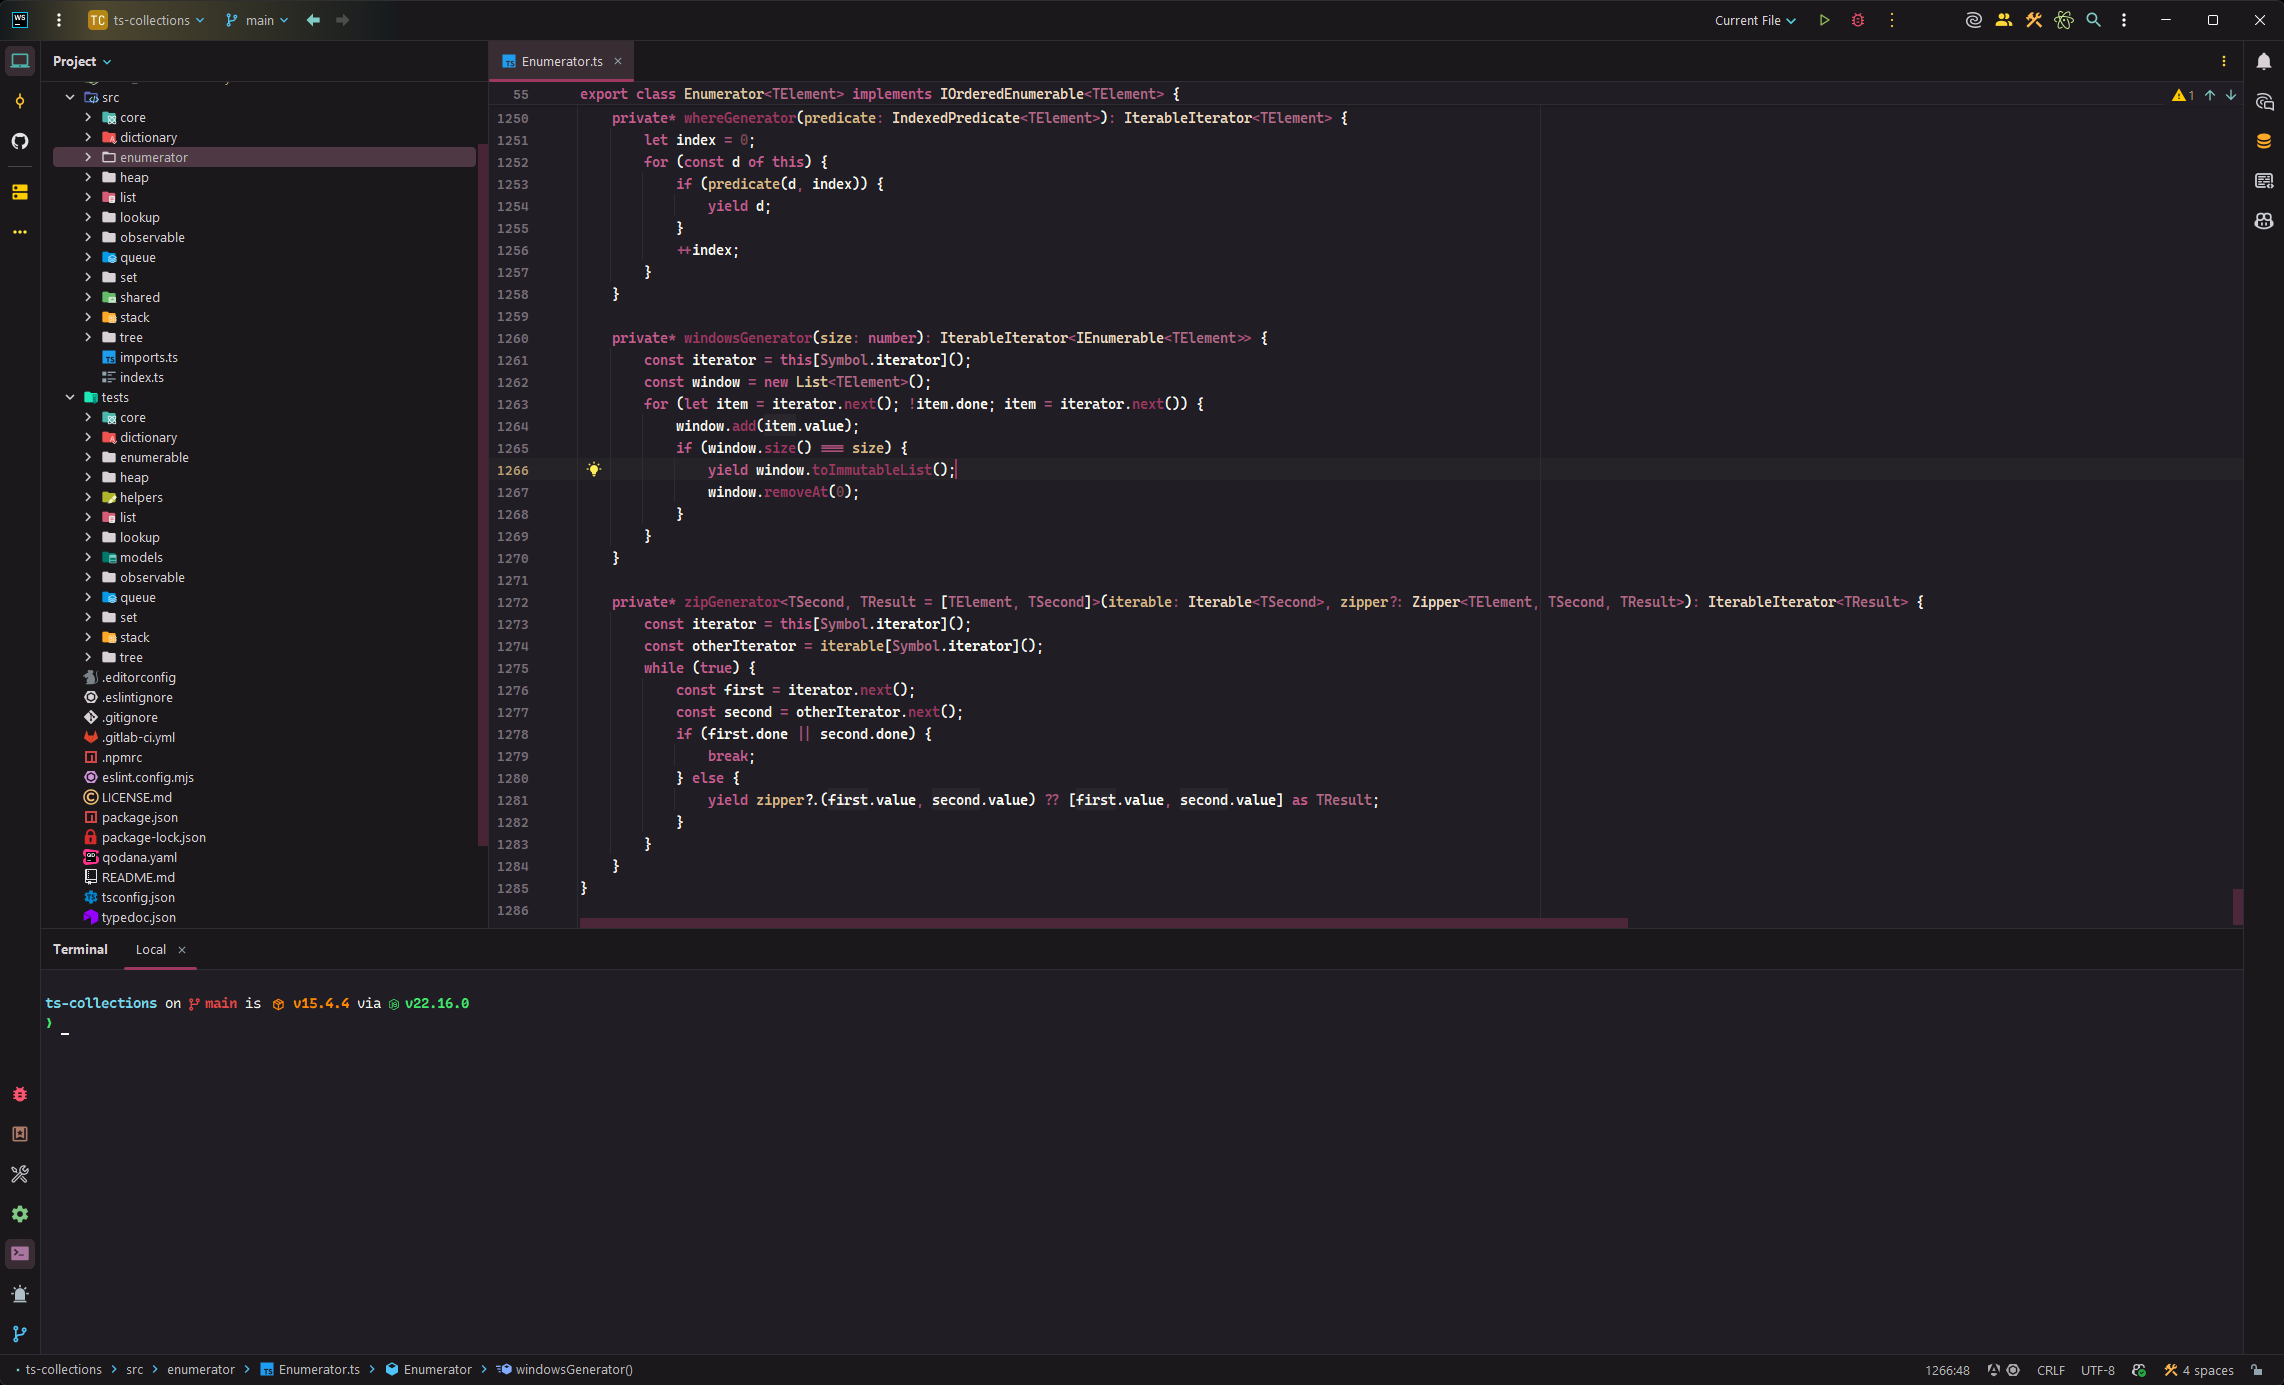 WS
TC ts-collections main
Current File
Project
Enumerator.ts
src
core
dictionary
enumerator
heap
list
lookup
observable
queue
set
shared
stack
tree
imports.ts
index.ts
tests
core
dictionary
enumerable
heap
helpers
list
lookup
models
observable
queue
set
stack
tree
.editorconfig
.eslintignore
.gitignore
.gitlab-ci.yml
.npmrc
eslint.config.mjs
LICENSE.md
package.json
package-lock.json
qodana.yaml
README.md
tsconfig.json
typedoc.json
55 export class Enumerator<TElement> implements IOrderedEnumerable<TElement> {
1
1250 private* whereGenerator(predicate: IndexedPredicate<TElement>): IterableIterator<TElement> {
1251 let index = 0;
1252 for (const d of this) {
1253 if (predicate(d, index)) {
1254 yield d;
1255 }
1256 ++index;
1257 }
1258 }
1259
1260 private* windowsGenerator(size: number): IterableIterator<IEnumerable<TElement>> {
1261 const iterator = this[Symbol.iterator]();
1262 const window = new List<TElement>();
1263 for (let item = iterator.next(); !item.done; item = iterator.next()) {
1264 window.add(item.value);
1265 if (window.size() === size) {
1266 yield window.toImmutableList();
1267 window.removeAt(0);
1268 }
1269 }
1270 }
1271
1272 private* zipGenerator<TSecond, TResult = [TElement, TSecond]>(iterable: Iterable<TSecond>, zipper?: Zipper<TElement, TSecond, TResult>): IterableIterator<TResult> {
1273 const iterator = this[Symbol.iterator]();
1274 const otherIterator = iterable[Symbol.iterator]();
1275 while (true) {
1276 const first = iterator.next();
1277 const second = otherIterator.next();
1278 if (first.done || second.done) {
1279 break;
1280 } else {
1281 yield zipper?.(first.value, second.value) ?? [first.value, second.value] as TResult;
1282 }
1283 }
1284 }
1285 }
1286
Terminal Local
ts-collections on main is v15.4.4 via v22.16.0
❯ _
ts-collections > src > enumerator > Enumerator.ts > Enumerator > windowsGenerator()
1266:48 CRLF UTF-8 4 spaces